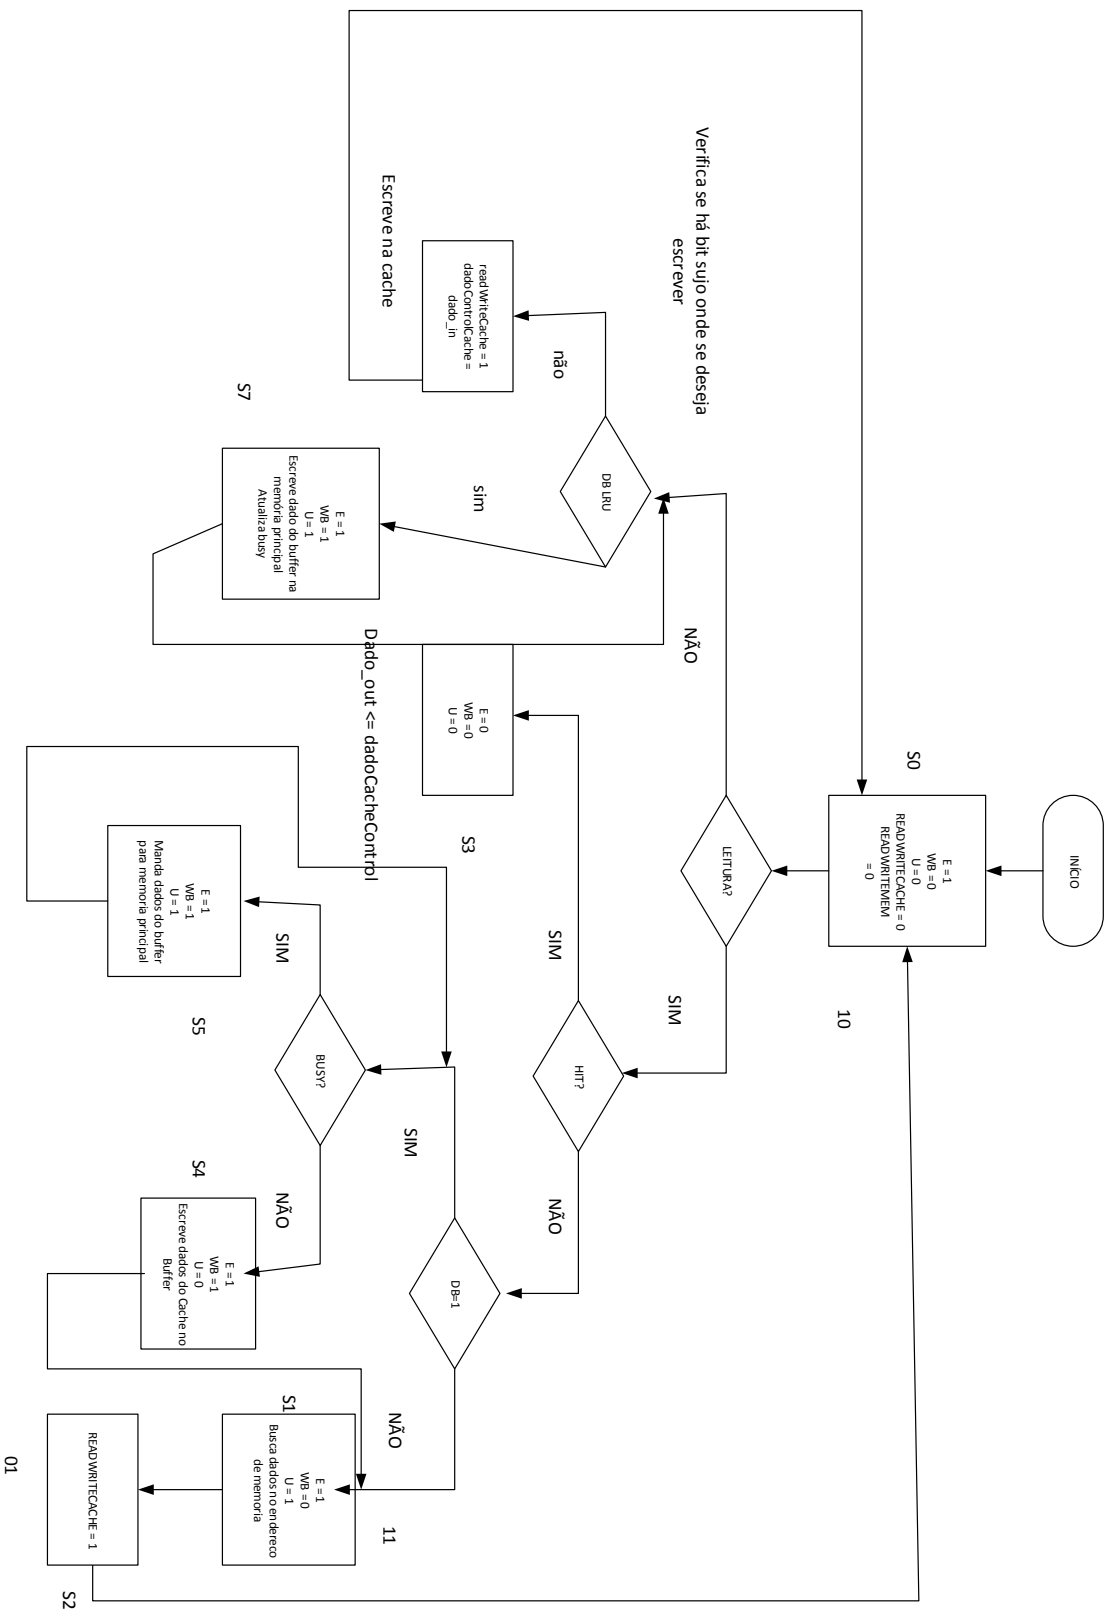 INÍCIO
S0
E = 1
WB = 0
U = 0
READWRITECACHE = 0
READWRITEMEM
= 0
10
LEITURA?
NÃO
SIM
Verifica se há bit sujo onde se deseja
escrever
DB LRU
não
sim
readWriteCache = 1
dadoControlCache =
dado_in
Escreve na cache
E = 1
WB = 1
U = 1
Escreve dado do buffer na
memória principal
Atualiza busy
S7
HIT?
SIM
NÃO
E = 0
WB = 0
U = 0
S3
Dado_out <= dadoCacheControl
DB=1
SIM
NÃO
BUSY?
SIM
NÃO
E = 1
WB = 1
U = 1
Manda dados do buffer
para memoria principal
S5
S4
E = 1
WB = 1
U = 0
Escreve dados do Cache no
Buffer
S1
E = 1
WB = 0
U = 1
Busca dados no endereco
de memoria
11
READWRITECACHE = 1
01
S2